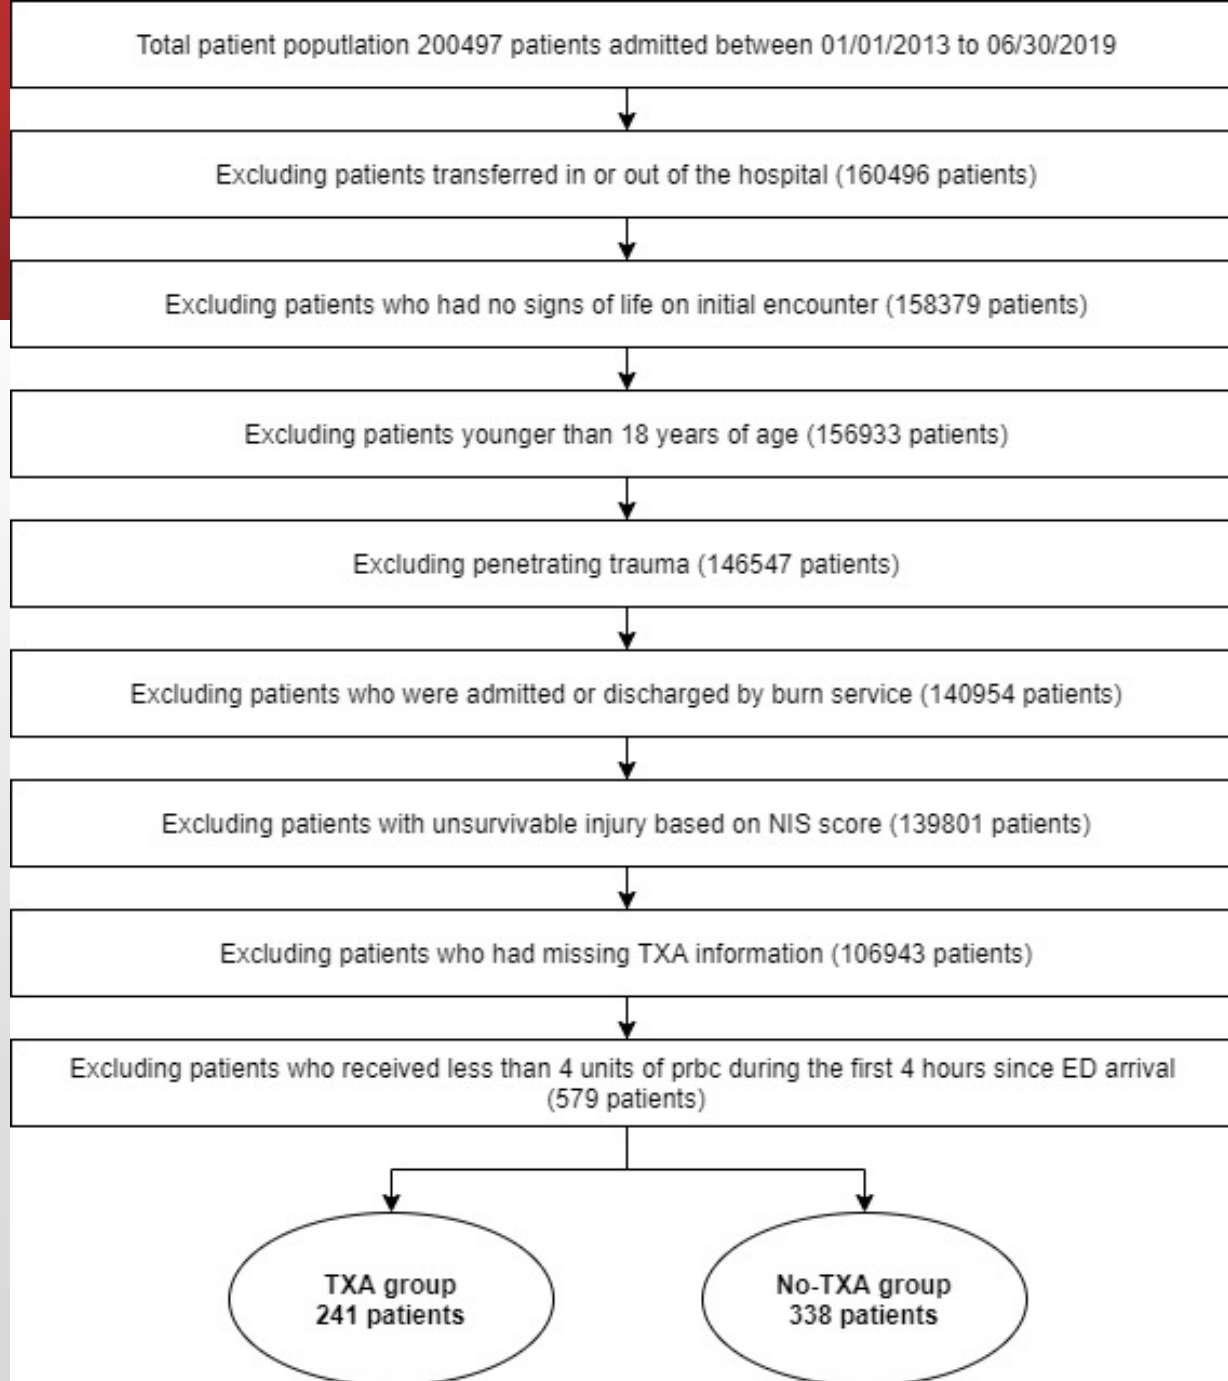 Total patient poputlation 200497 patients admitted between 01/01/2013 to 06/30/2019
Excluding patients transferred in or out of the hospital (160496 patients)
Excluding patients who had no signs of life on initial encounter (158379 patients)
Excluding patients younger than 18 years of age (156933 patients)
Excluding penetrating trauma (146547 patients)
Excluding patients who were admitted or discharged by burn service (140954 patients)
Excluding patients with unsurvivable injury based on NIS score (139801 patients)
Excluding patients who had missing TXA information (106943 patients)
Excluding patients who received less than 4 units of prbc during the first 4 hours since ED arrival
(579 patients)
TXA group
241 patients
No-TXA group
338 patients